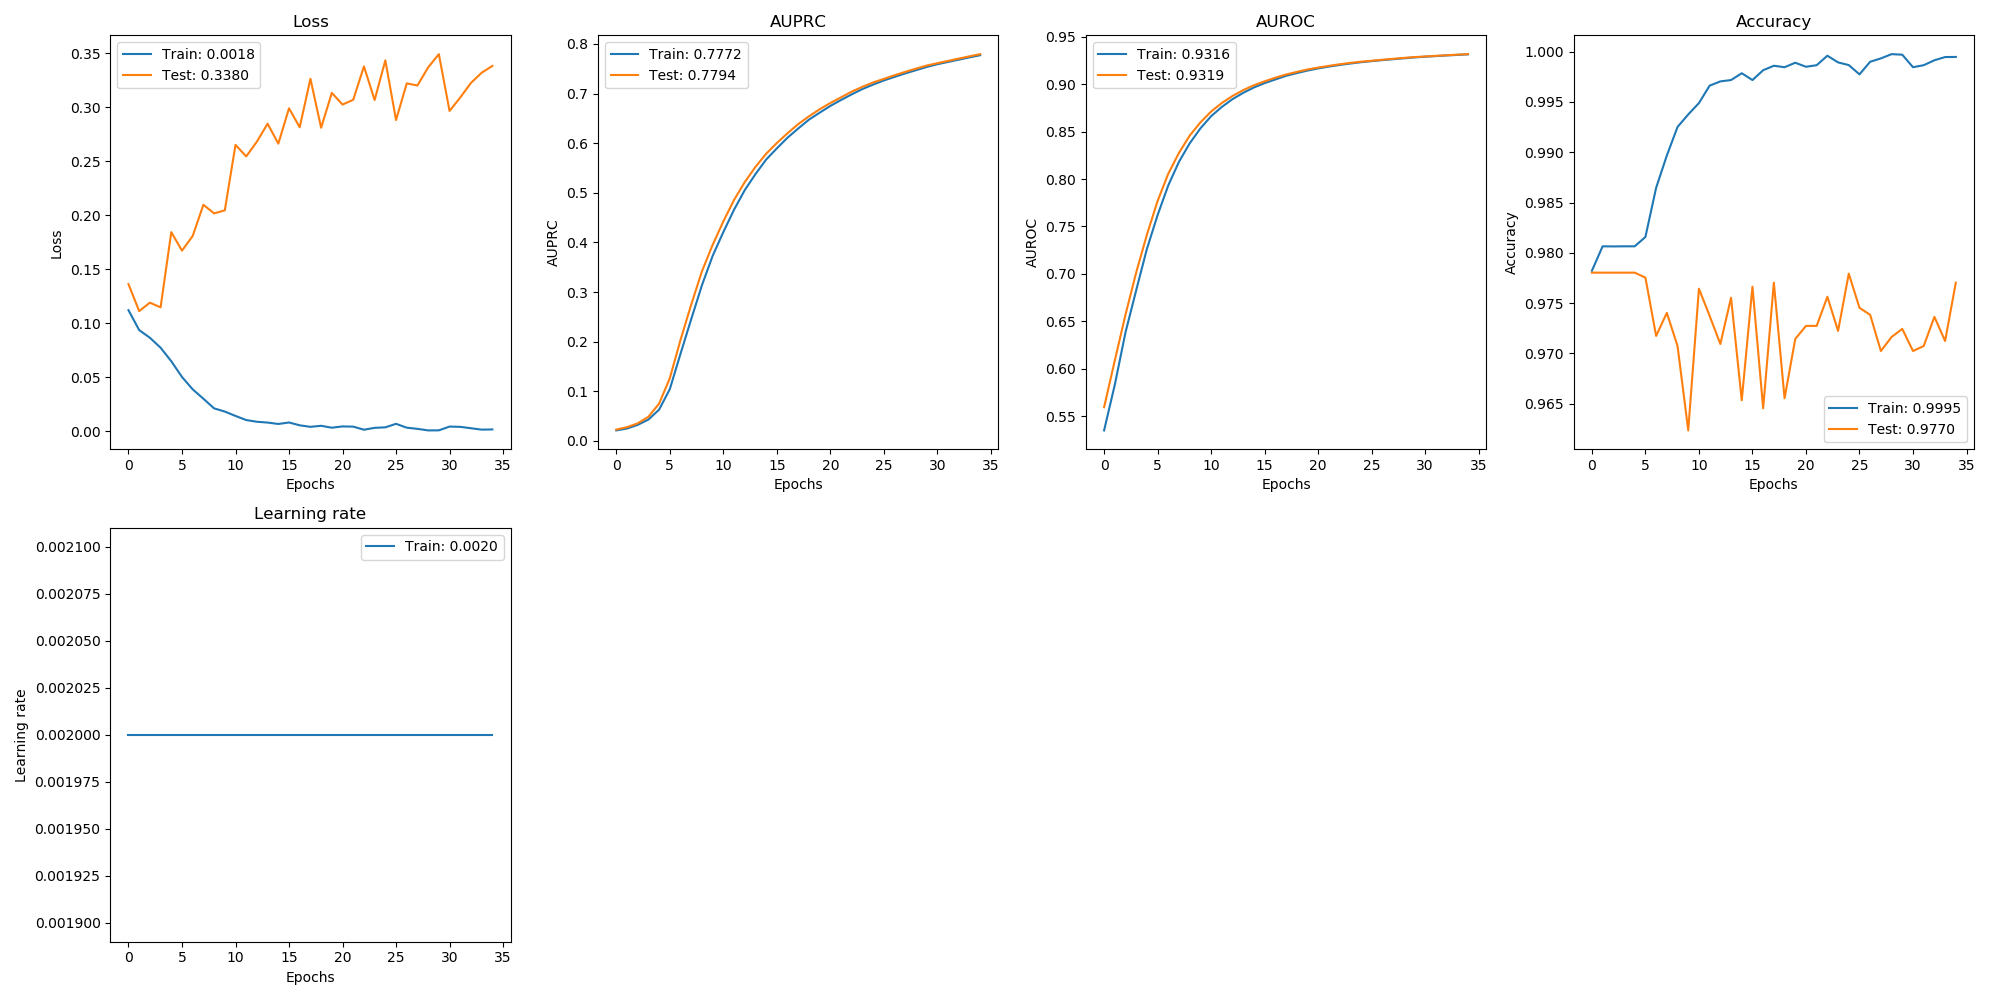 Loss
Train: 0.0018
Test: 0.3380
0.35
0.30
0.25
0.20
0.15
0.10
0.05
0.00
Loss
0 5 10 15 20 25 30 35
Epochs
AUPRC
Train: 0.7772
Test: 0.7794
0.8
0.7
0.6
0.5
0.4
0.3
0.2
0.1
0.0
AUPRC
0 5 10 15 20 25 30 35
Epochs
AUROC
Train: 0.9316
Test: 0.9319
0.95
0.90
0.85
0.80
0.75
0.70
0.65
0.60
0.55
AUROC
0 5 10 15 20 25 30 35
Epochs
Accuracy
1.000
0.995
0.990
0.985
0.980
0.975
0.970
0.965
Accuracy
Train: 0.9995
Test: 0.9770
0 5 10 15 20 25 30 35
Epochs
Learning rate
Train: 0.0020
0.002100
0.002075
0.002050
0.002025
0.002000
0.001975
0.001950
0.001925
0.001900
Learning rate
0 5 10 15 20 25 30 35
Epochs